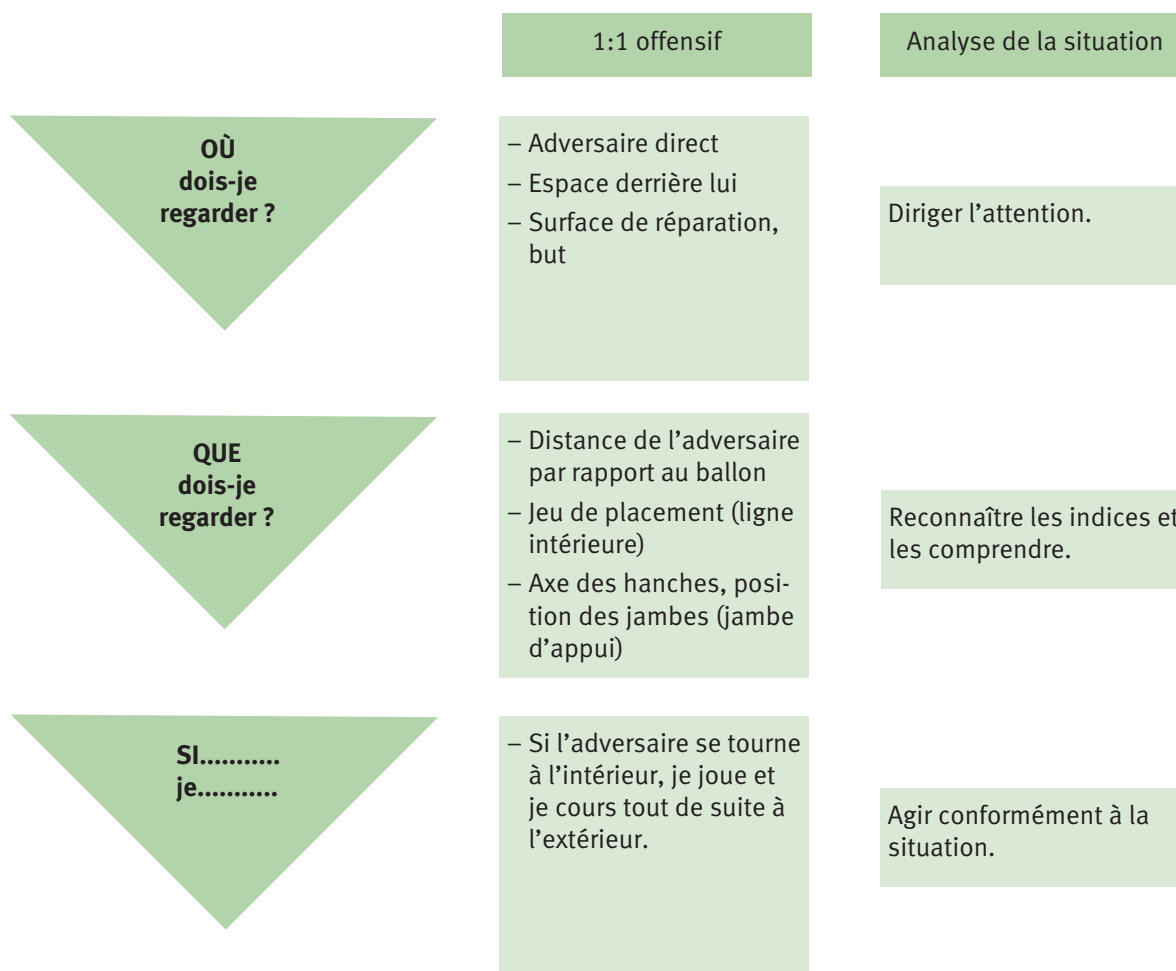 1:1 offensif
Analyse de la situation
OÙ
dois-je
regarder ?
– Adversaire direct
– Espace derrière lui
– Surface de réparation,
but
Diriger l’attention.
QUE
dois-je
regarder ?
– Distance de l’adversaire
par rapport au ballon
– Jeu de placement (ligne
intérieure)
– Axe des hanches, posi-
tion des jambes (jambe
d’appui)
Reconnaître les indices et
les comprendre.
SI...........
je...........
– Si l’adversaire se tourne
à l’intérieur, je joue et
je cours tout de suite à
l’extérieur.
Agir conformément à la
situation.